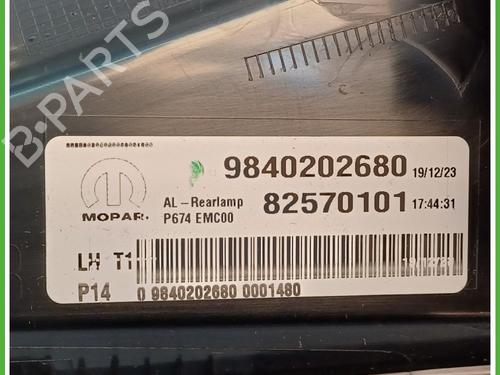 B-PARTS
9840202680 19/12/23
AL-Rearlamp 82570101 17:44:31
MOPAR. P674 EMC00
LH
P14 0 9840202680 0001480